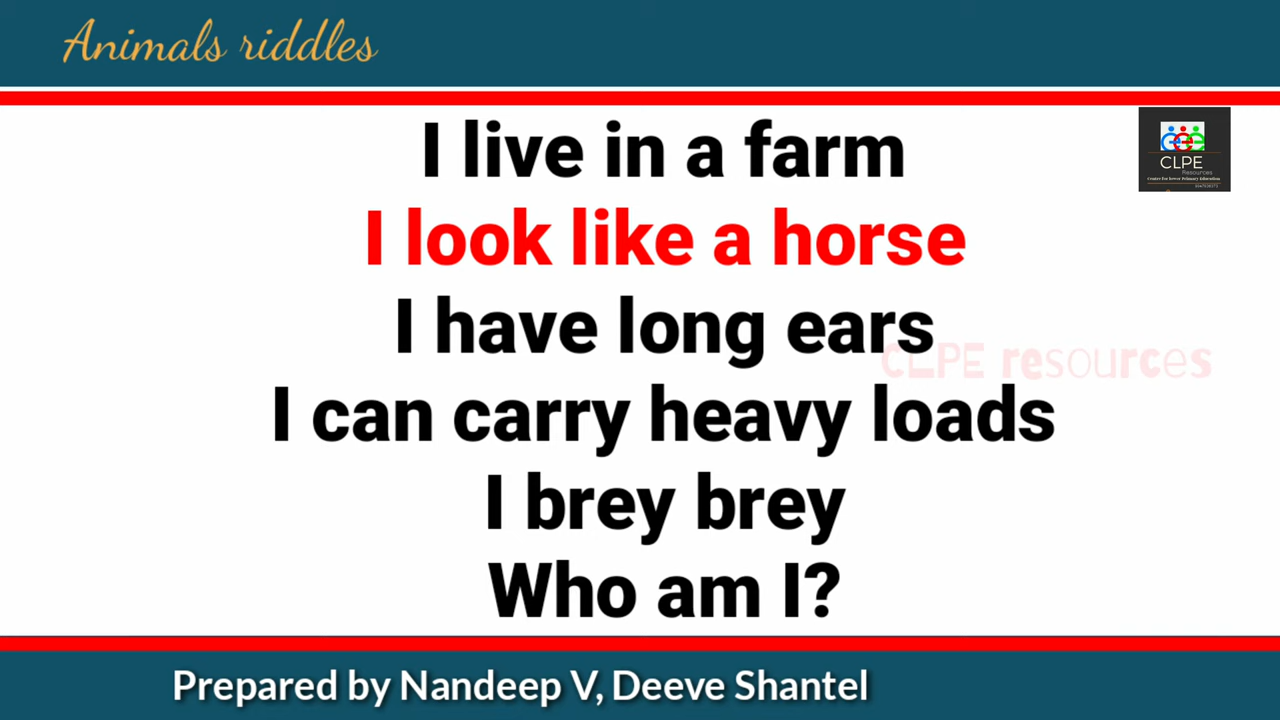 Animals riddles
I live in a farm
CLPE
Resources
I look like a horse
I have long ears
CLPE resources
I can carry heavy loads
I brey brey
Who am I?
Prepared by Nandeep V, Deeve Shantel